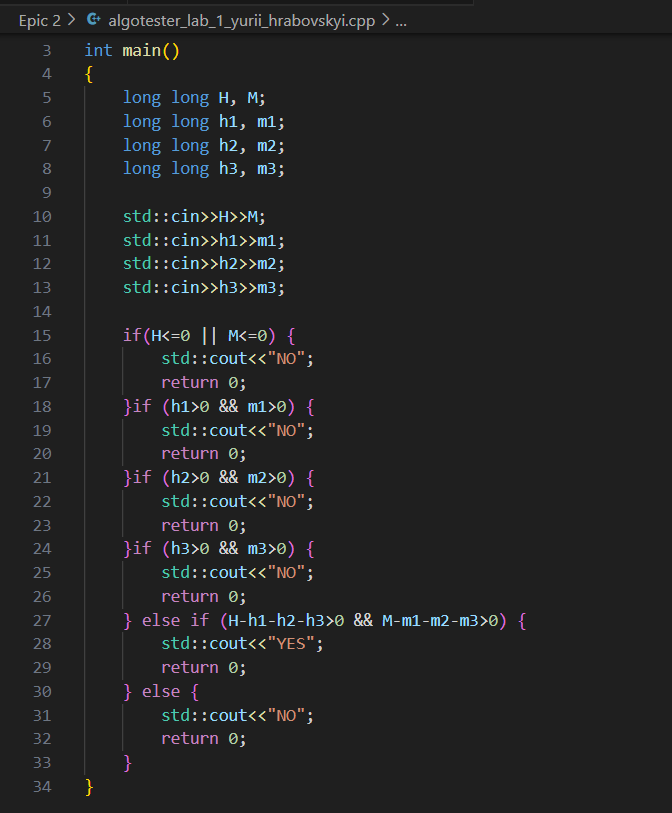 Epic 2 > algotester_lab_1_yurii_hrabovskyi.cpp > ...
3 int main()
4 {
5     long long H, M;
6     long long h1, m1;
7     long long h2, m2;
8     long long h3, m3;
9
10     std::cin>>H>>M;
11     std::cin>>h1>>m1;
12     std::cin>>h2>>m2;
13     std::cin>>h3>>m3;
14
15     if(H<=0 || M<=0) {
16         std::cout<<"NO";
17         return 0;
18     }if (h1>0 && m1>0) {
19         std::cout<<"NO";
20         return 0;
21     }if (h2>0 && m2>0) {
22         std::cout<<"NO";
23         return 0;
24     }if (h3>0 && m3>0) {
25         std::cout<<"NO";
26         return 0;
27     } else if (H-h1-h2-h3>0 && M-m1-m2-m3>0) {
28         std::cout<<"YES";
29         return 0;
30     } else {
31         std::cout<<"NO";
32         return 0;
33     }
34 }